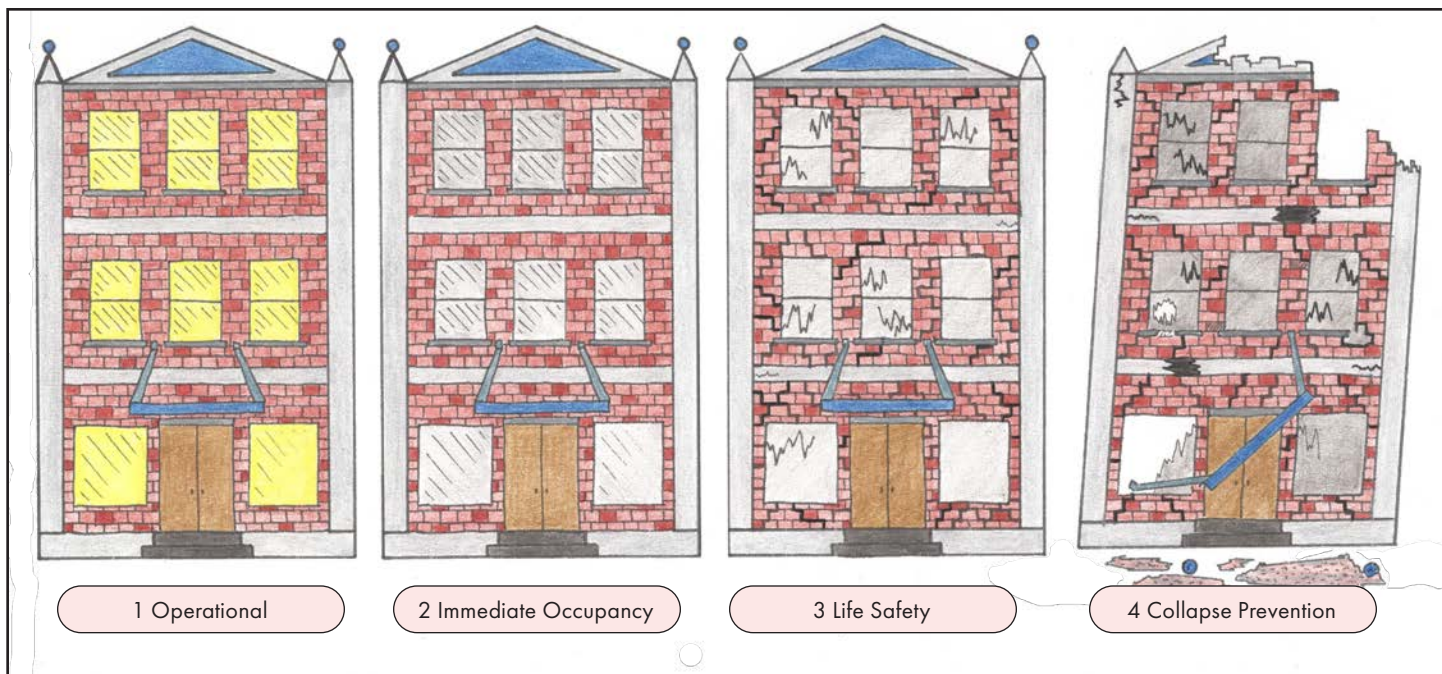 1 Operational
2 Immediate Occupancy
3 Life Safety
4 Collapse Prevention